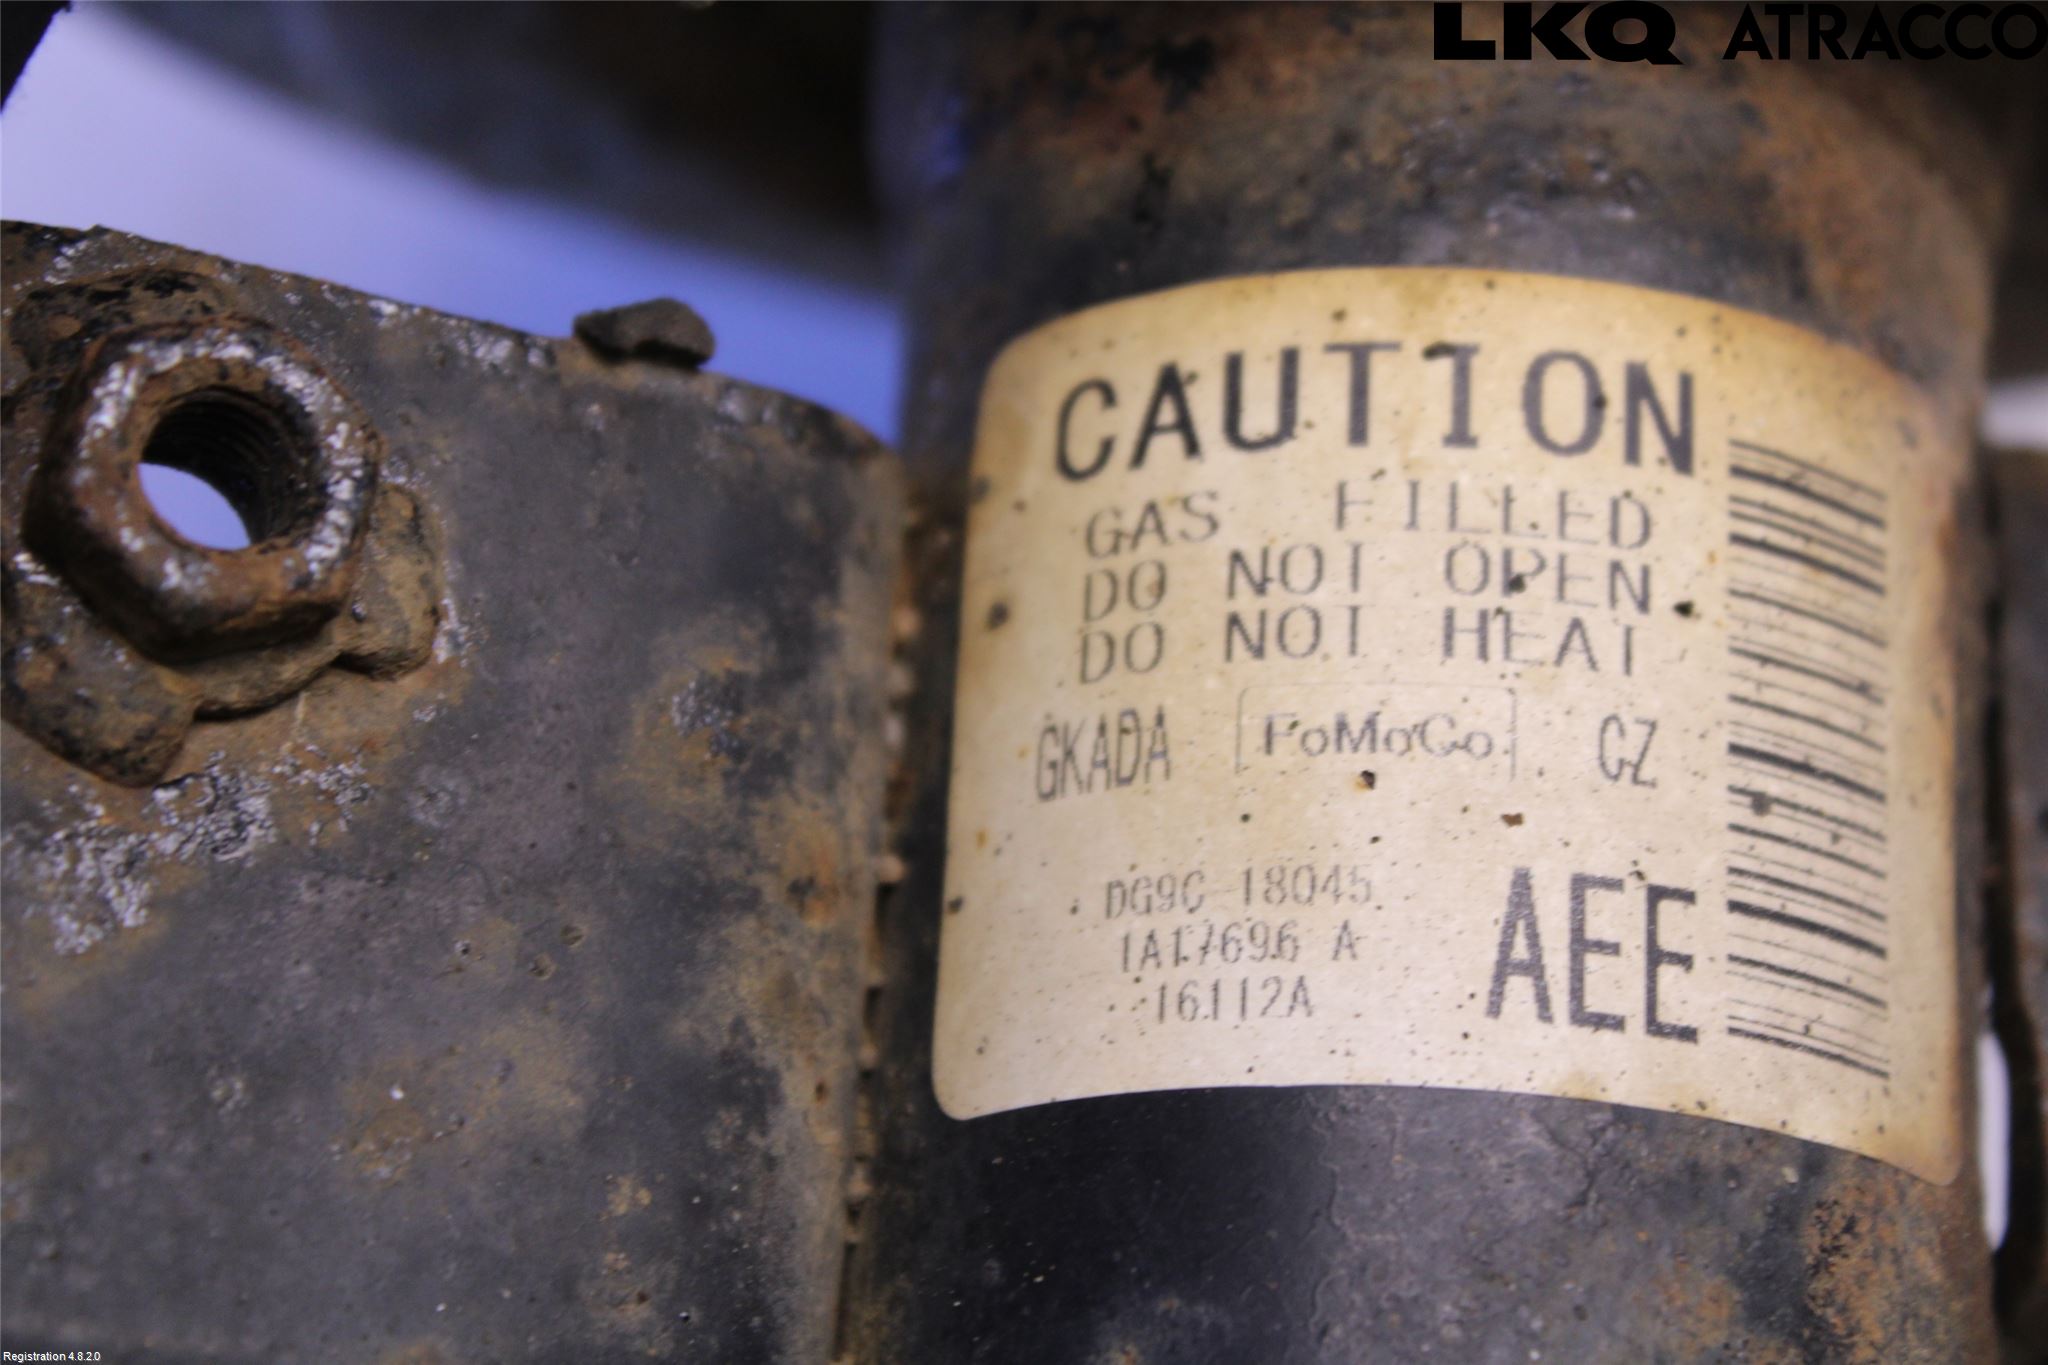 LKQ ATRACCO
CAUTION
GAS FILLED
DO NOT OPEN
DO NOT HEAT
GKADA FoMoCo CZ
DG9C-18045
1A17696 A
16112A
AEE
Registration 4.8.2.0